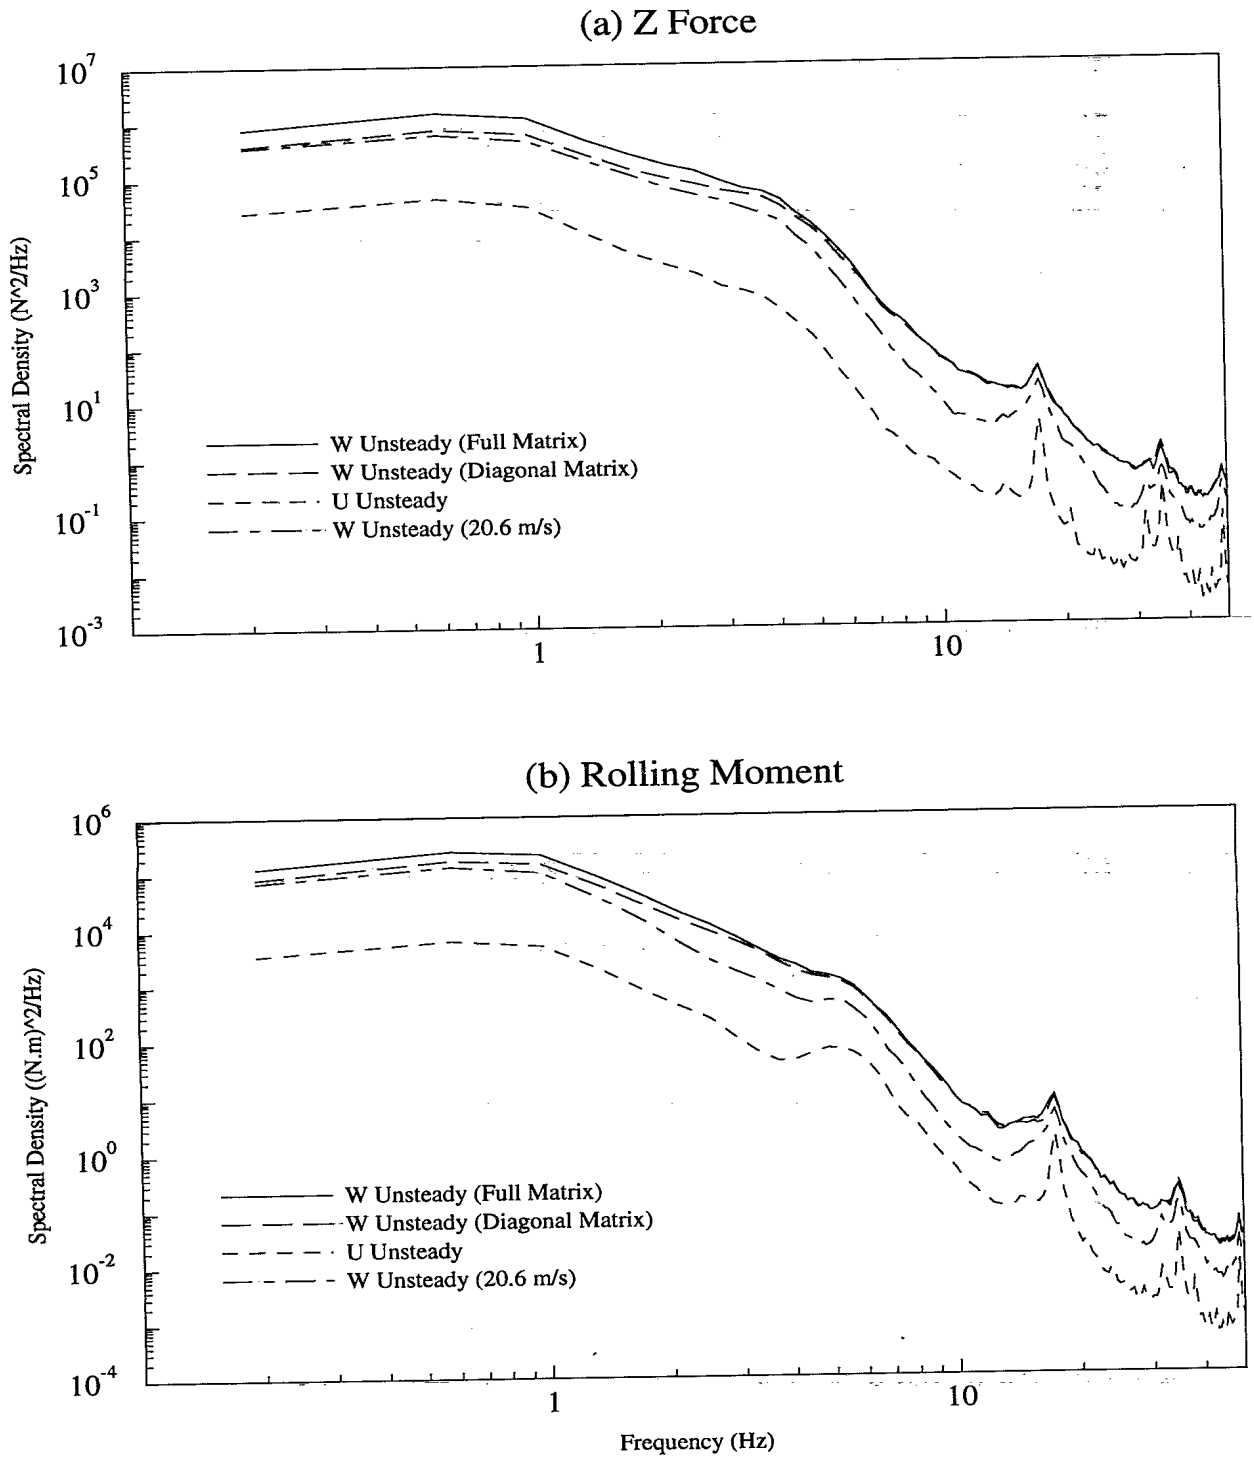 (a) Z Force
10^7
10^5
10^3
10^1
10^-1
10^-3
Spectral Density (N^2/Hz)
W Unsteady (Full Matrix)
W Unsteady (Diagonal Matrix)
U Unsteady
W Unsteady (20.6 m/s)
1
10
(b) Rolling Moment
10^6
10^4
10^2
10^0
10^-2
10^-4
Spectral Density ((N.m)^2/Hz)
W Unsteady (Full Matrix)
W Unsteady (Diagonal Matrix)
U Unsteady
W Unsteady (20.6 m/s)
1
10
Frequency (Hz)